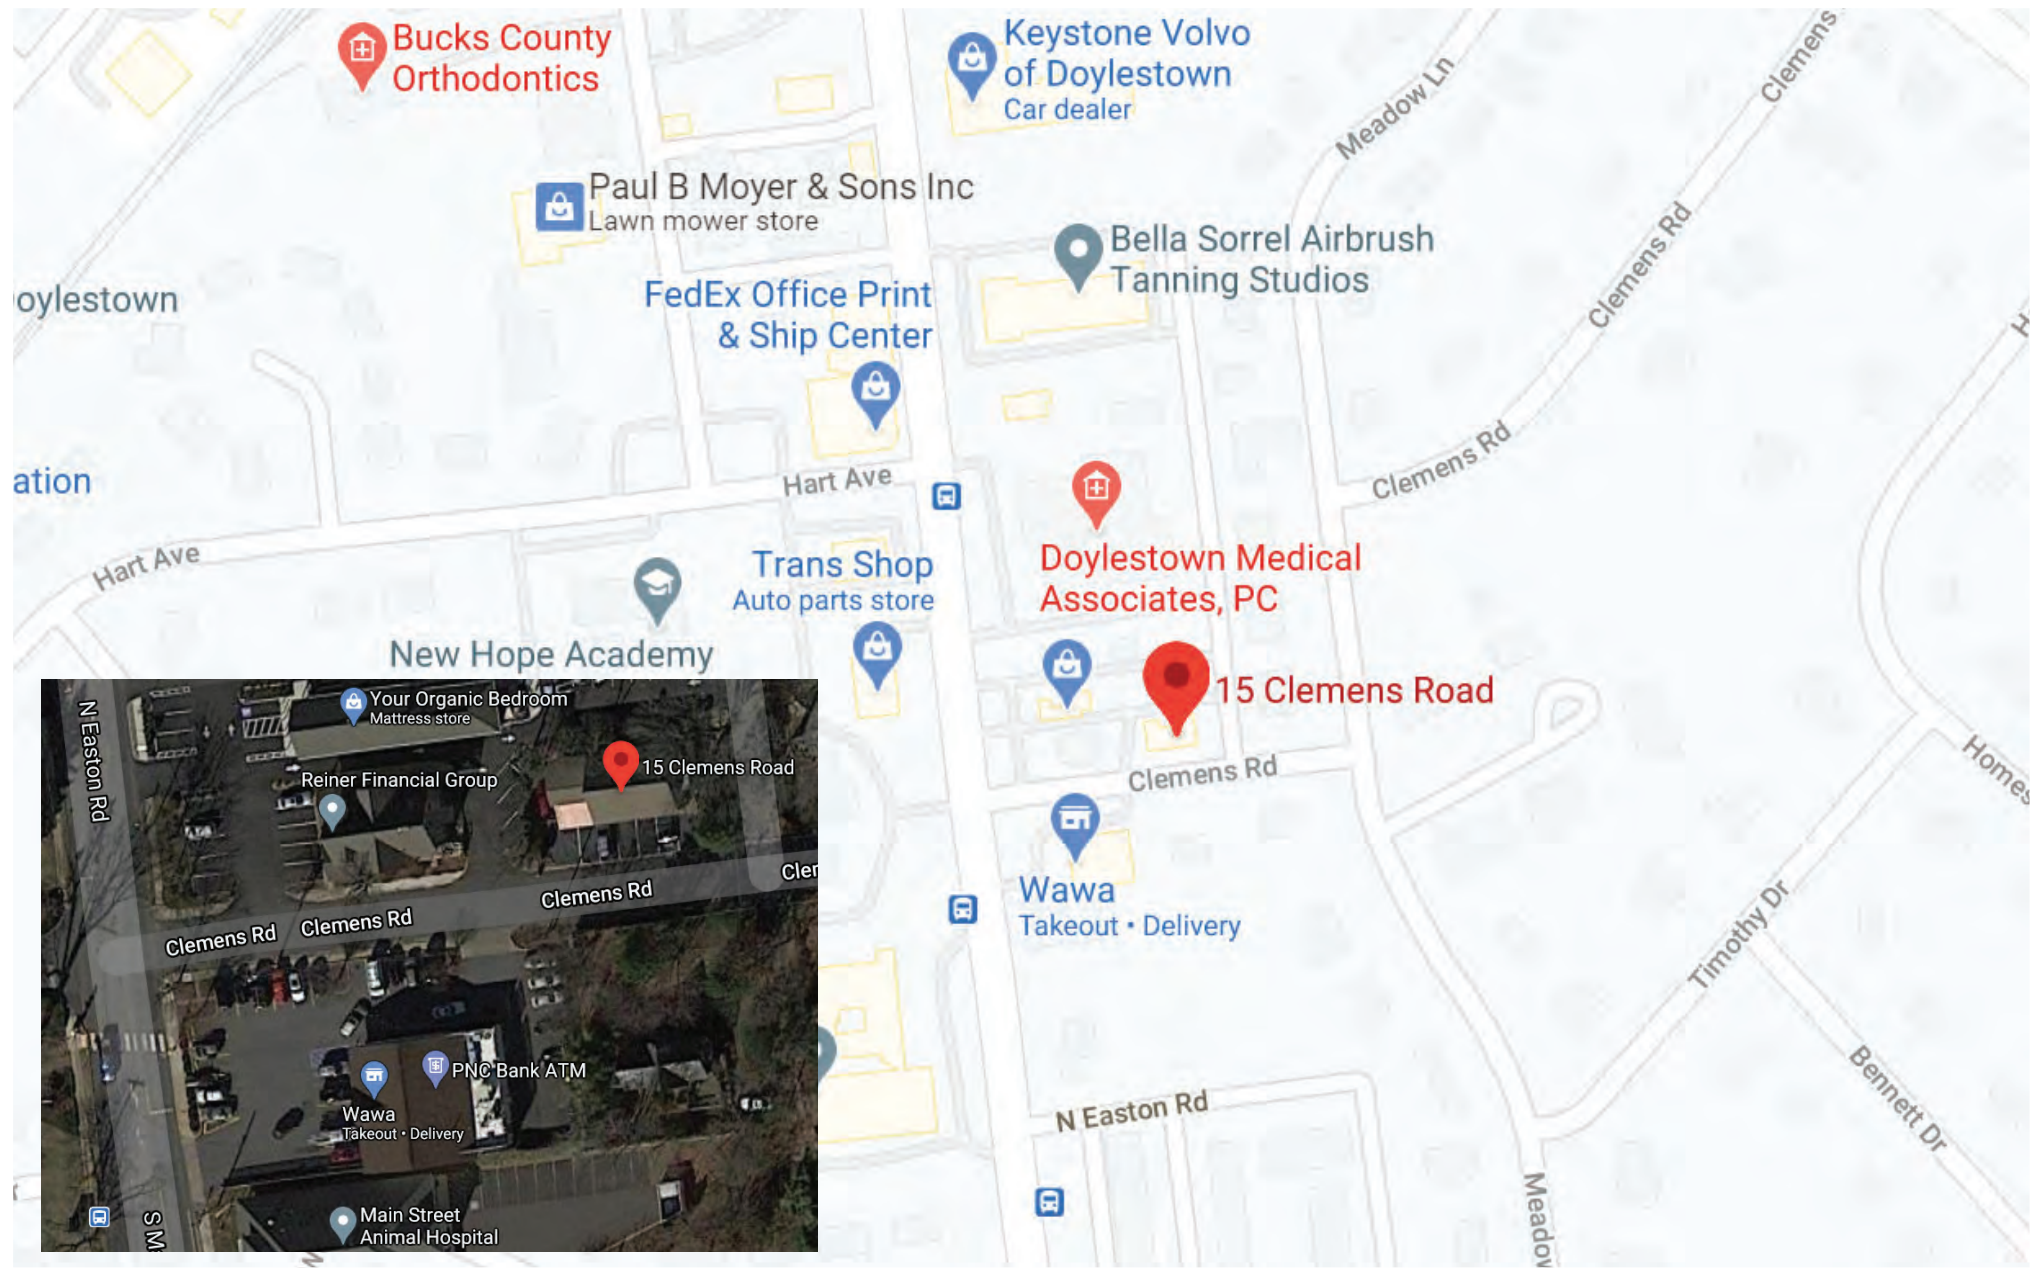 Bucks County
Orthodontics
Keystone Volvo
of Doylestown
Car dealer
Meadow Ln
Clemens
Paul B Moyer & Sons Inc
Lawn mower store
Bella Sorrel Airbrush
Tanning Studios
Clemens Rd
oylestown
FedEx Office Print
& Ship Center
H
ation
Hart Ave
Clemens Rd
Hart Ave
Trans Shop
Auto parts store
Doylestown Medical
Associates, PC
New Hope Academy
15 Clemens Road
Clemens Rd
Homes
Wawa
Takeout • Delivery
Timothy Dr
N Easton Rd
Bennett Dr
Meadow
N Easton Rd
Your Organic Bedroom
Mattress store
15 Clemens Road
Reiner Financial Group
Clemens Rd
Clemens Rd
Clemens Rd
Cler
PNC Bank ATM
Wawa
Takeout • Delivery
S M
Main Street
Animal Hospital